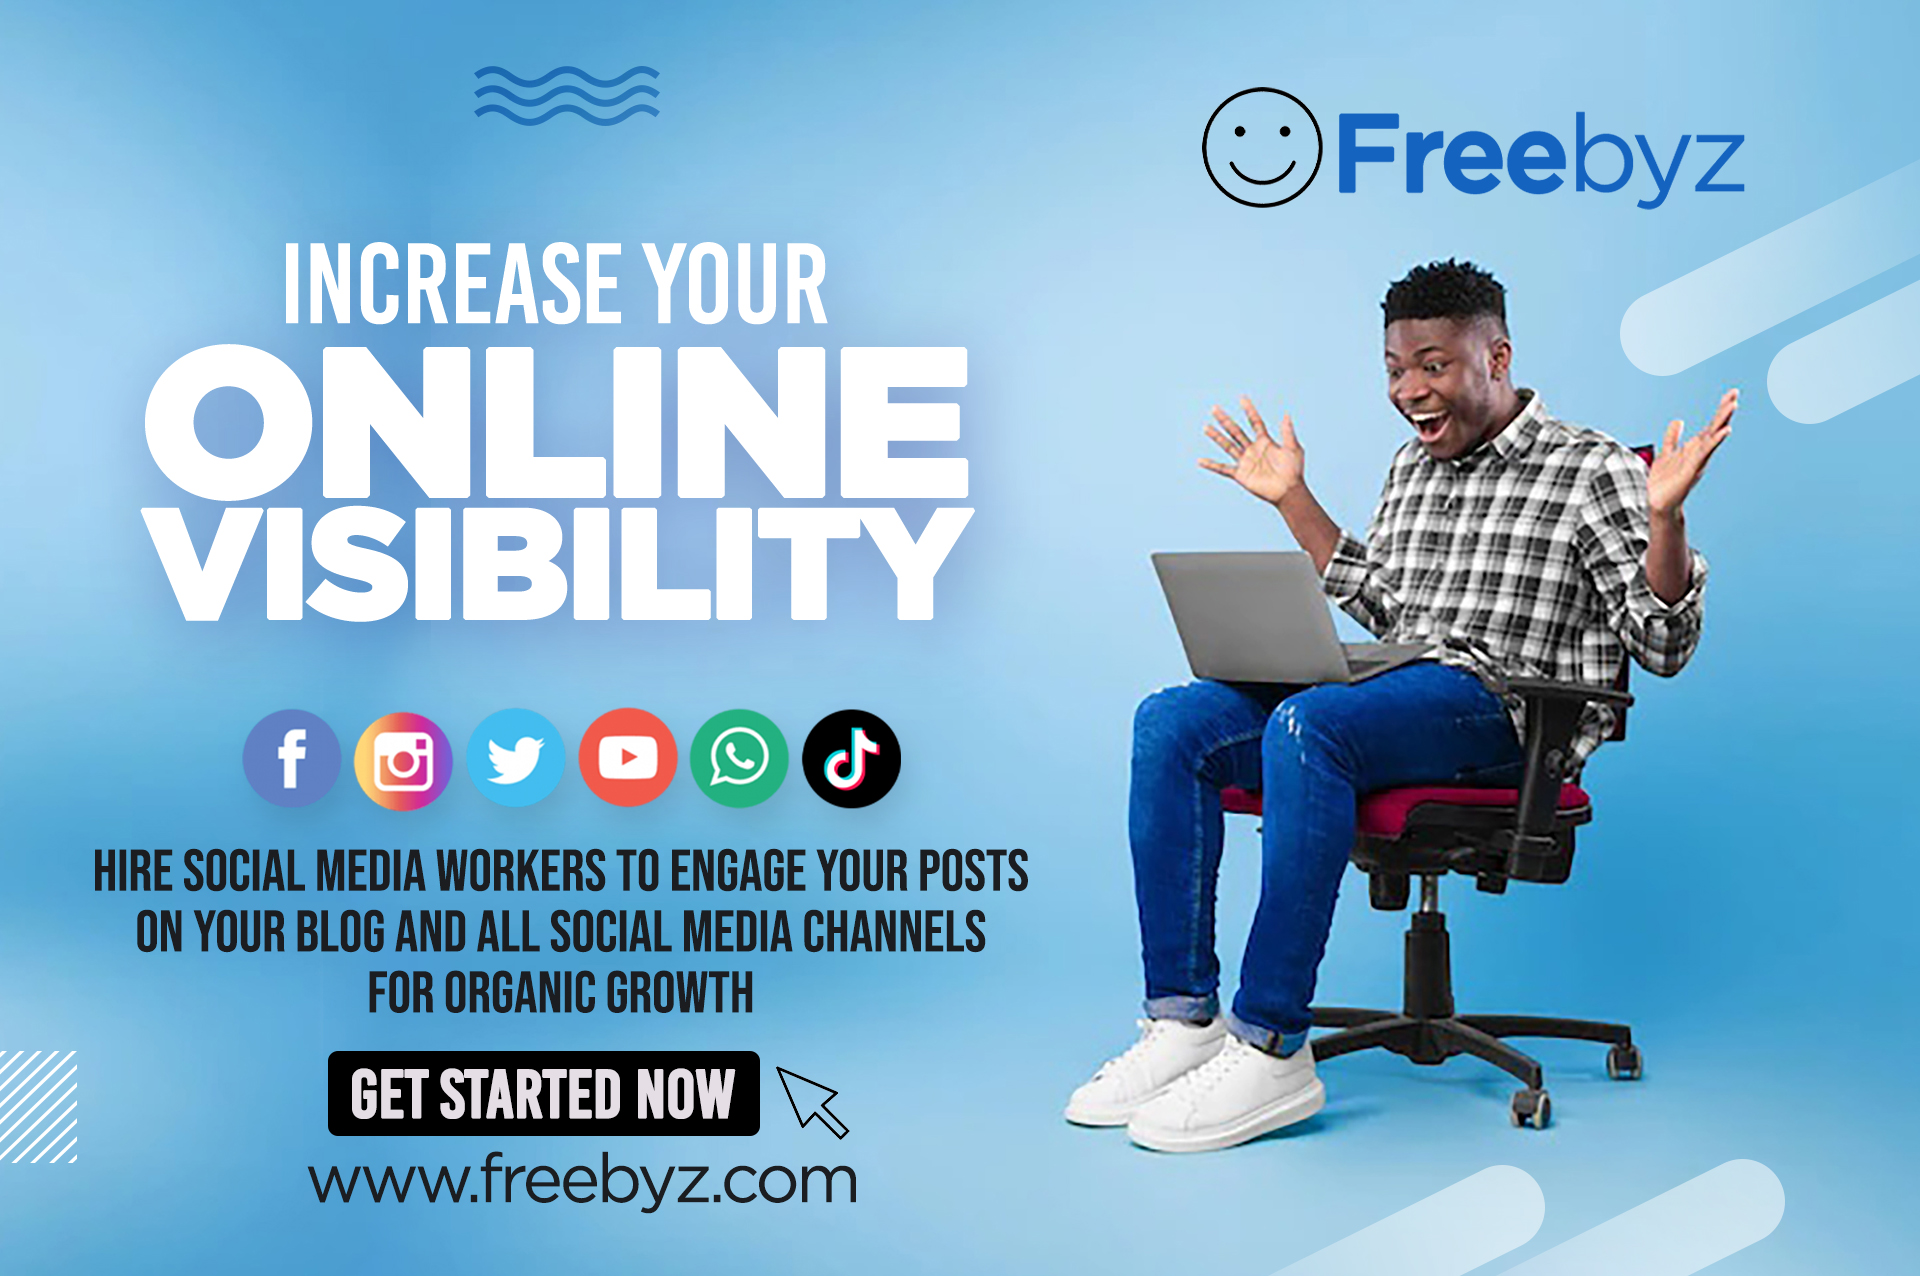 Freebyz
INCREASE YOUR
ONLINE
VISIBILITY
HIRE SOCIAL MEDIA WORKERS TO ENGAGE YOUR POSTS
ON YOUR BLOG AND ALL SOCIAL MEDIA CHANNELS
FOR ORGANIC GROWTH
GET STARTED NOW
www.freebyz.com